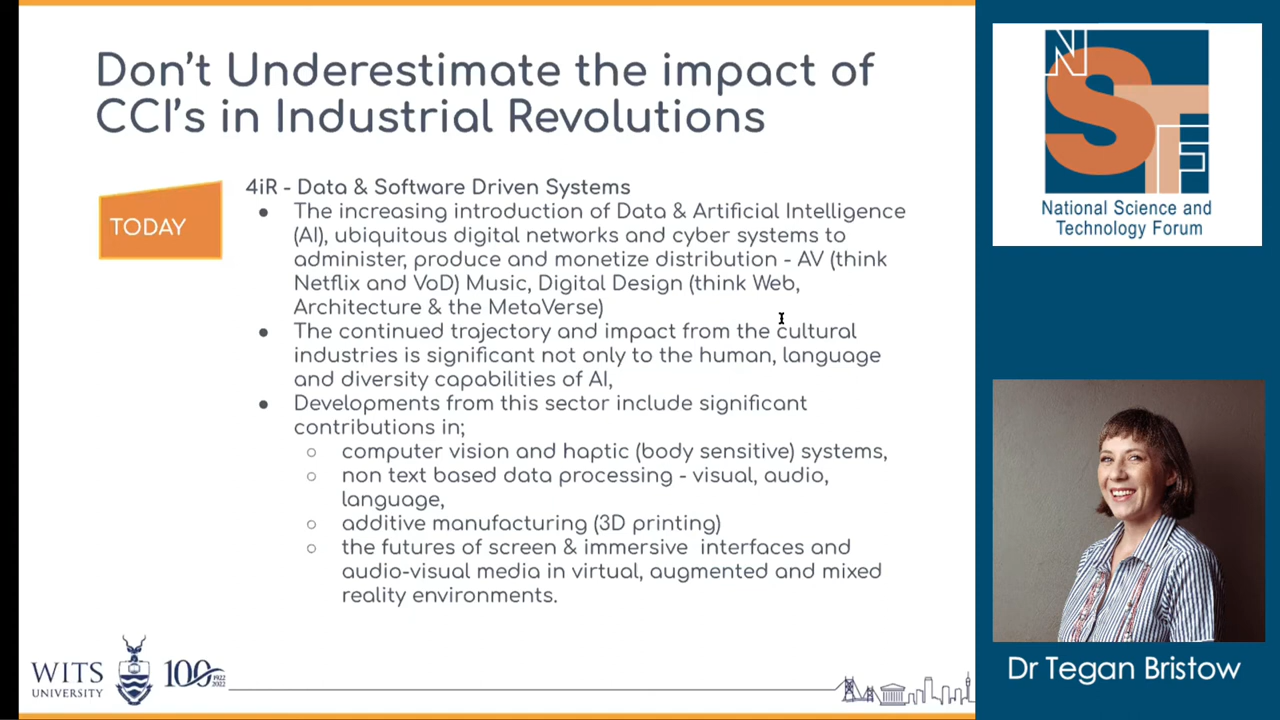 Don't Underestimate the impact of
CCI's in Industrial Revolutions
TODAY
4iR - Data & Software Driven Systems
● The increasing introduction of Data & Artificial Intelligence
(AI), ubiquitous digital networks and cyber systems to
administer, produce and monetize distribution - AV (think
Netflix and VoD) Music, Digital Design (think Web,
Architecture & the MetaVerse)
● The continued trajectory and impact from the cultural
industries is significant not only to the human, language
and diversity capabilities of AI,
● Developments from this sector include significant
contributions in;
○ computer vision and haptic (body sensitive) systems,
○ non text based data processing - visual, audio,
language,
○ additive manufacturing (3D printing)
○ the futures of screen & immersive interfaces and
audio-visual media in virtual, augmented and mixed
reality environments.
WITS
UNIVERSITY
100
1922
2022
NSTF
National Science and
Technology Forum
Dr Tegan Bristow